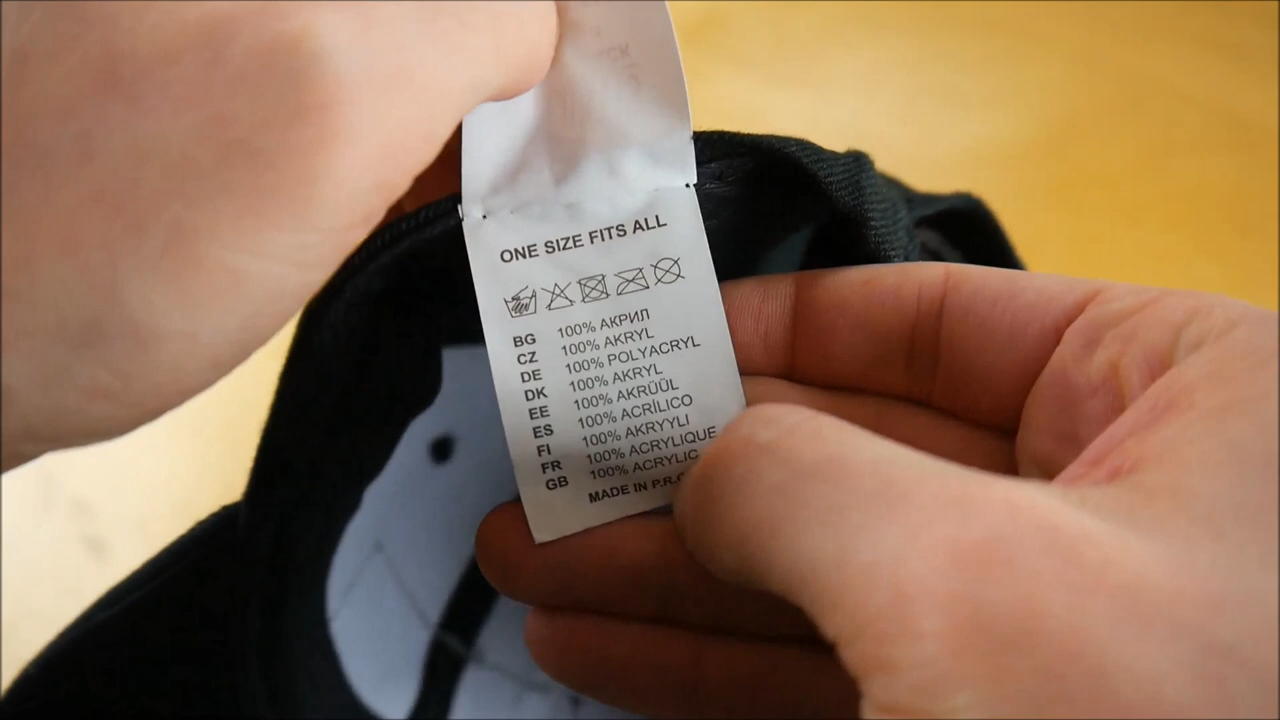 ONE SIZE FITS ALL
BG 100% АКРИЛ
CZ 100% AKRYL
DE 100% POLYACRYL
DK 100% AKRYL
EE 100% AKRÜÜL
ES 100% ACRÍLICO
FI 100% AKRYYLI
FR 100% ACRYLIQUE
GB 100% ACRYLIC
MADE IN P.R.C